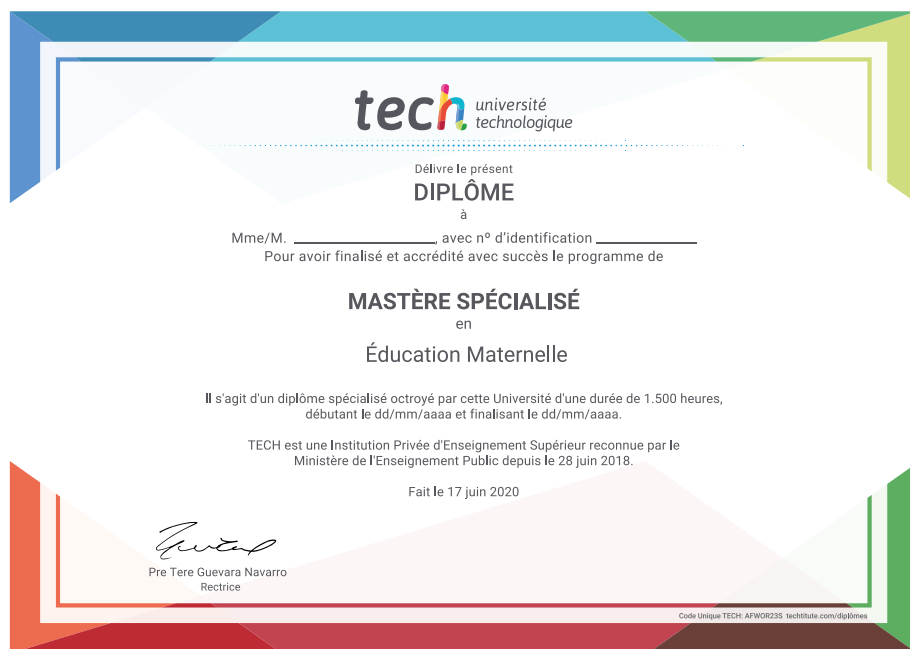 tech université
technologique
Délivre le présent
DIPLÔME
à
Mme/M. ____________, avec nº d'identification ____________
Pour avoir finalisé et accrédité avec succès le programme de
MASTÈRE SPÉCIALISÉ
en
Éducation Maternelle
Il s'agit d'un diplôme spécialisé octroyé par cette Université d'une durée de 1.500 heures,
débutant le dd/mm/aaaa et finalisant le dd/mm/aaaa.
TECH est une Institution Privée d'Enseignement Supérieur reconnue par le
Ministère de l'Enseignement Public depuis le 28 juin 2018.
Fait le 17 juin 2020
Pre Tere Guevara Navarro
Rectrice
Code Unique TECH: AFWOR23S techtitute.com/diplômes